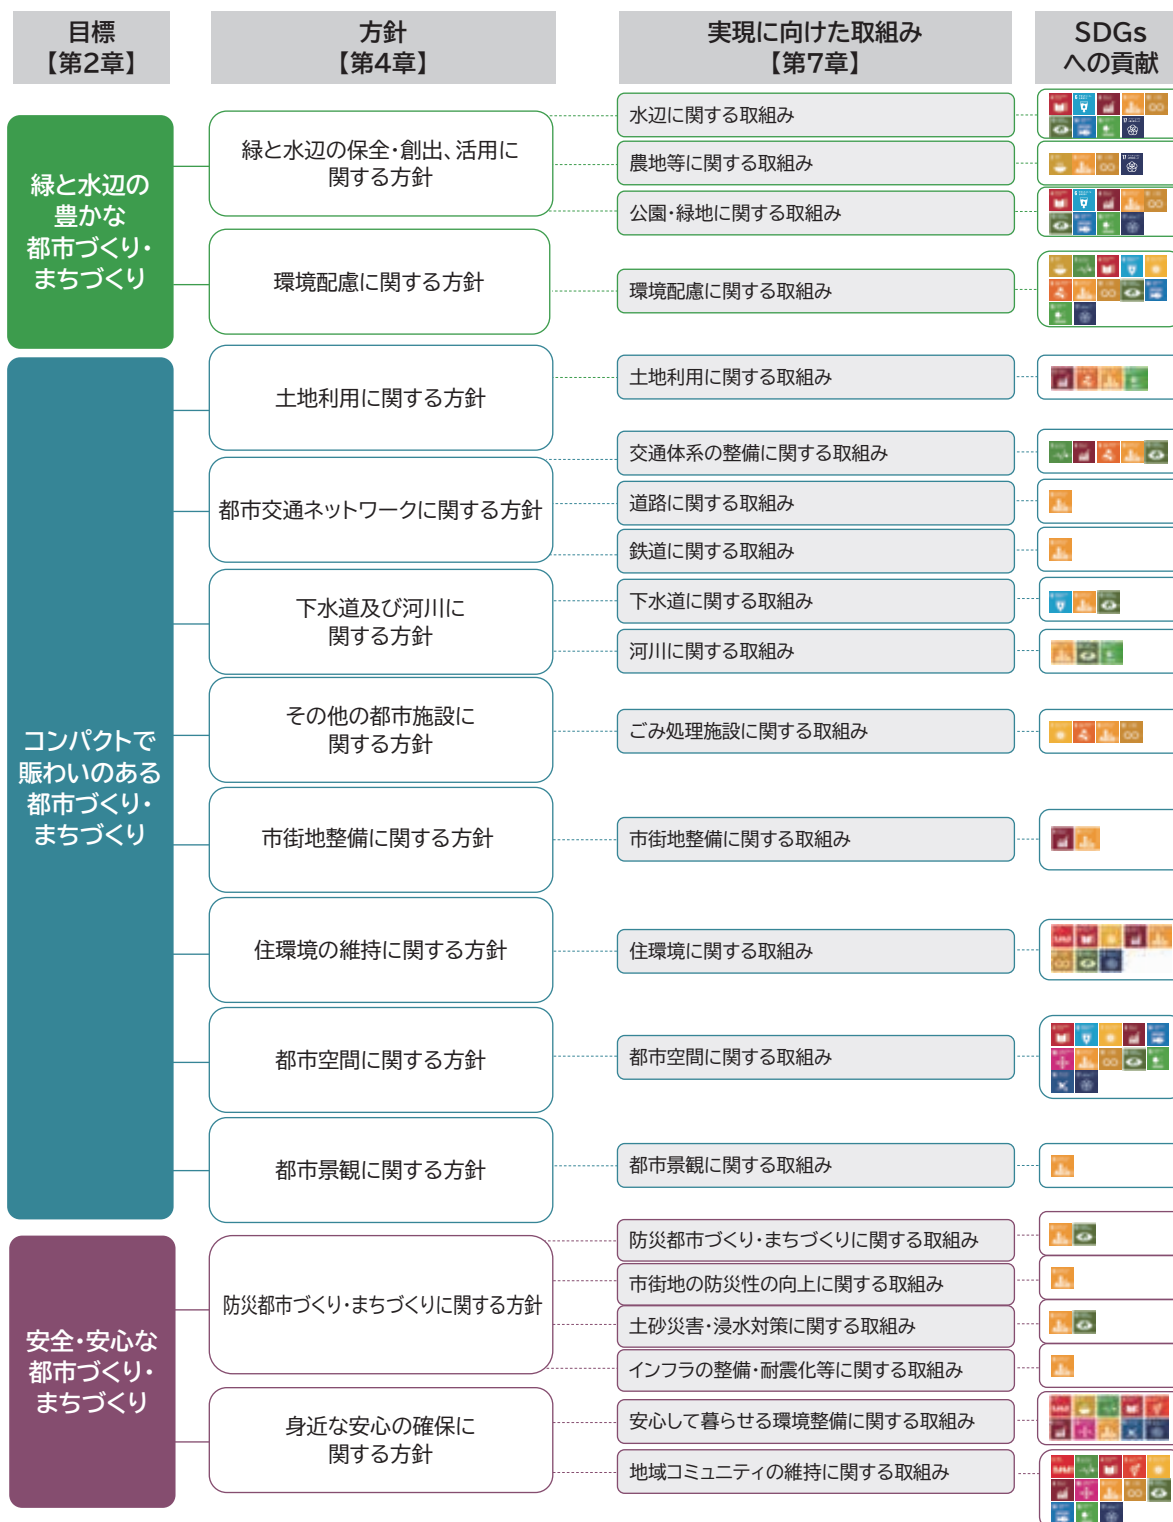 目標
【第2章】
方針
【第4章】
実現に向けた取組み
【第7章】
SDGs
への貢献
緑と水辺の
豊かな
都市づくり・
まちづくり
緑と水辺の保全・創出、活用に
関する方針
水辺に関する取組み
農地等に関する取組み
公園・緑地に関する取組み
環境配慮に関する方針
環境配慮に関する取組み
コンパクトで
賑わいのある
都市づくり・
まちづくり
土地利用に関する方針
土地利用に関する取組み
都市交通ネットワークに関する方針
交通体系の整備に関する取組み
道路に関する取組み
鉄道に関する取組み
下水道及び河川に
関する方針
下水道に関する取組み
河川に関する取組み
その他の都市施設に
関する方針
ごみ処理施設に関する取組み
市街地整備に関する方針
市街地整備に関する取組み
住環境の維持に関する方針
住環境に関する取組み
都市空間に関する方針
都市空間に関する取組み
都市景観に関する方針
都市景観に関する取組み
安全・安心な
都市づくり・
まちづくり
防災都市づくり・まちづくりに関する方針
防災都市づくり・まちづくりに関する取組み
市街地の防災性の向上に関する取組み
土砂災害・浸水対策に関する取組み
インフラの整備・耐震化等に関する取組み
身近な安心の確保に
関する方針
安心して暮らせる環境整備に関する取組み
地域コミュニティの維持に関する取組み